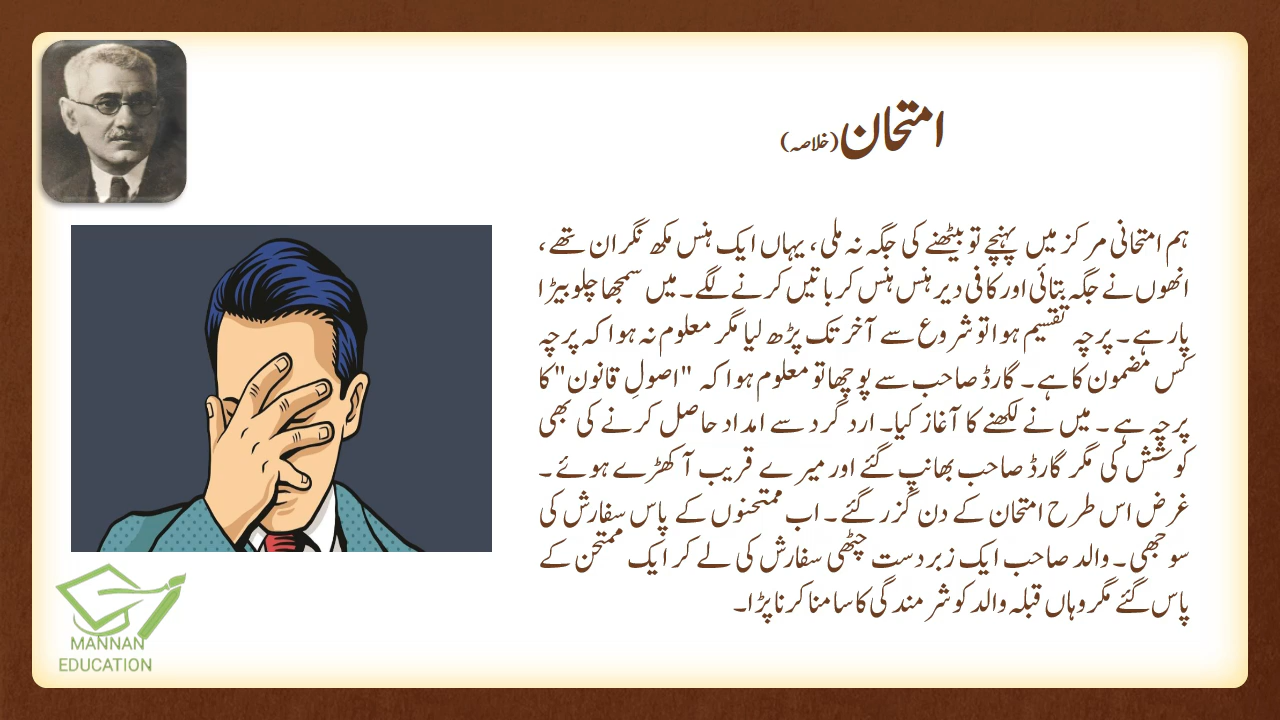 امتحان (خلاصہ)
ہم امتحانی مرکز میں پہنچے تو بیٹھنے کی جگہ نہ ملی، یہاں ایک ہنس مکھ نگران تھے،
انھوں نے جگہ بتائی اور کافی دیر ہنس ہنس کر باتیں کرنے لگے۔ میں سمجھا چلو بیڑا
پار ہے۔ پرچہ تقسیم ہوا تو شروع سے آخر تک پڑھ لیا مگر معلوم نہ ہوا کہ پرچہ
کس مضمون کا ہے۔ گارڈ صاحب سے پوچھا تو معلوم ہوا کہ "اصولِ قانون" کا
پرچہ ہے۔ میں نے لکھنے کا آغاز کیا۔ ارد گرد سے امداد حاصل کرنے کی بھی
کوشش کی مگر گارڈ صاحب بھانپ گئے اور میرے قریب آ کھڑے ہوئے۔
غرض اس طرح امتحان کے دن گزر گئے۔ اب ممتحنوں کے پاس سفارش کی
سوجھی۔ والد صاحب ایک زبردست چٹھی سفارش کی لے کر ایک ممتحن کے
پاس گئے مگر وہاں قبلہ والد کو شرمندگی کا سامنا کرنا پڑا۔
MANNAN
EDUCATION